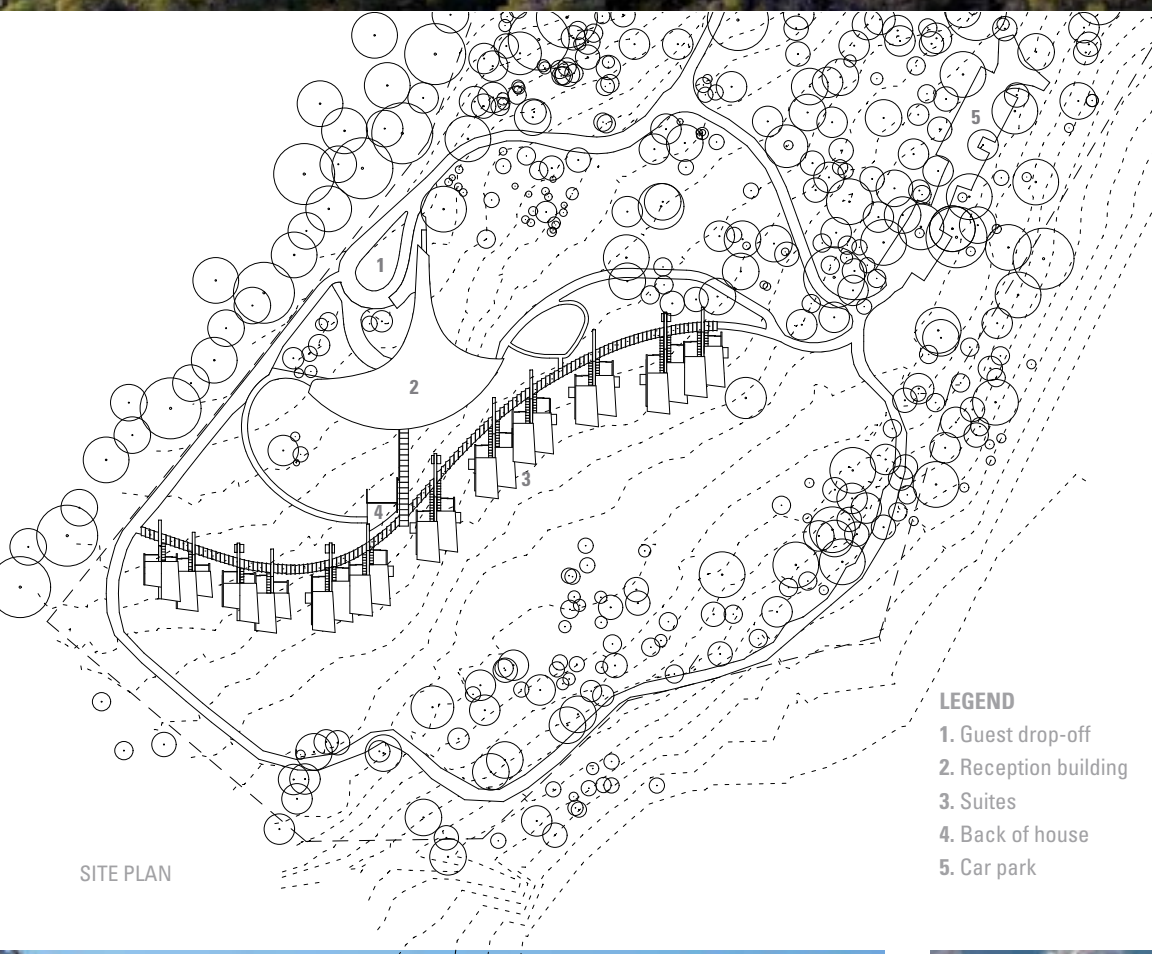 5
1
2
3
4
LEGEND
1. Guest drop-off
2. Reception building
3. Suites
4. Back of house
5. Car park
SITE PLAN